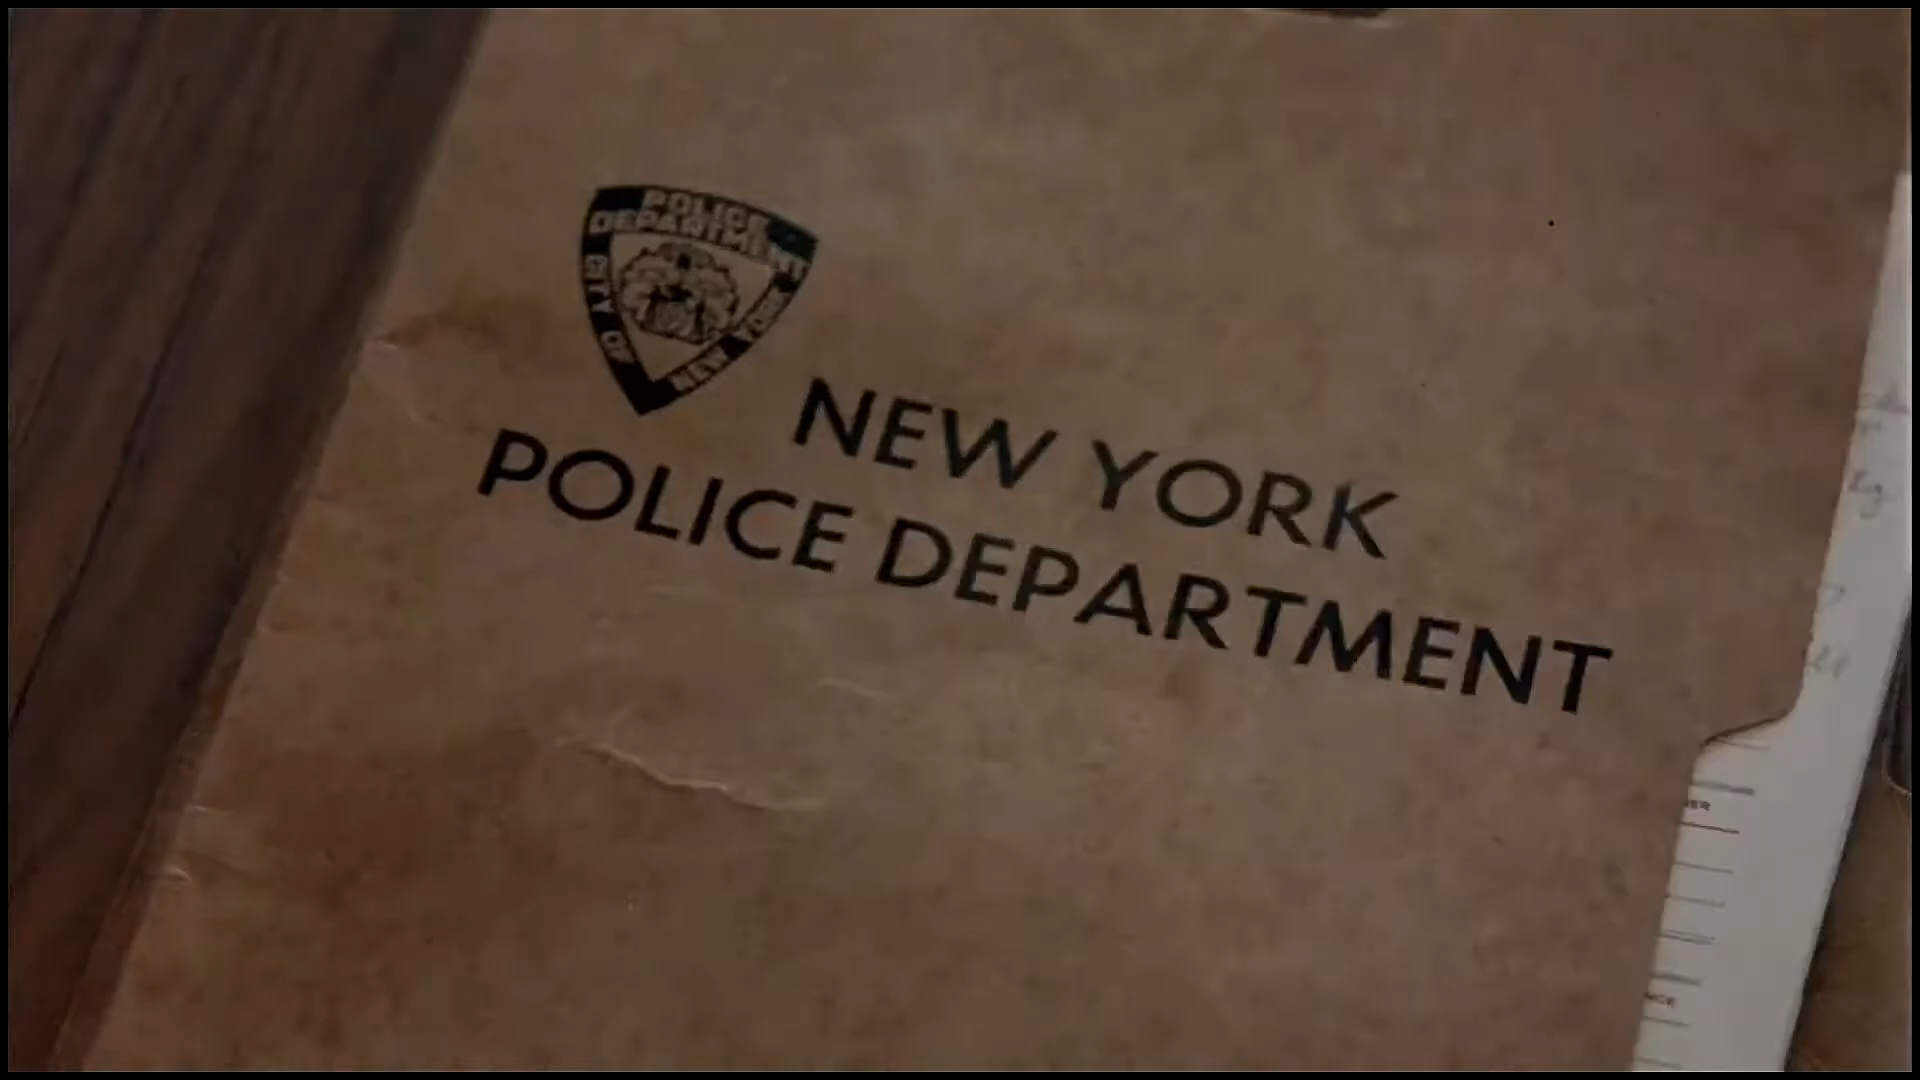 POLICE
DEPARTMENT
CITY OF
NEW YORK
NEW YORK
POLICE DEPARTMENT